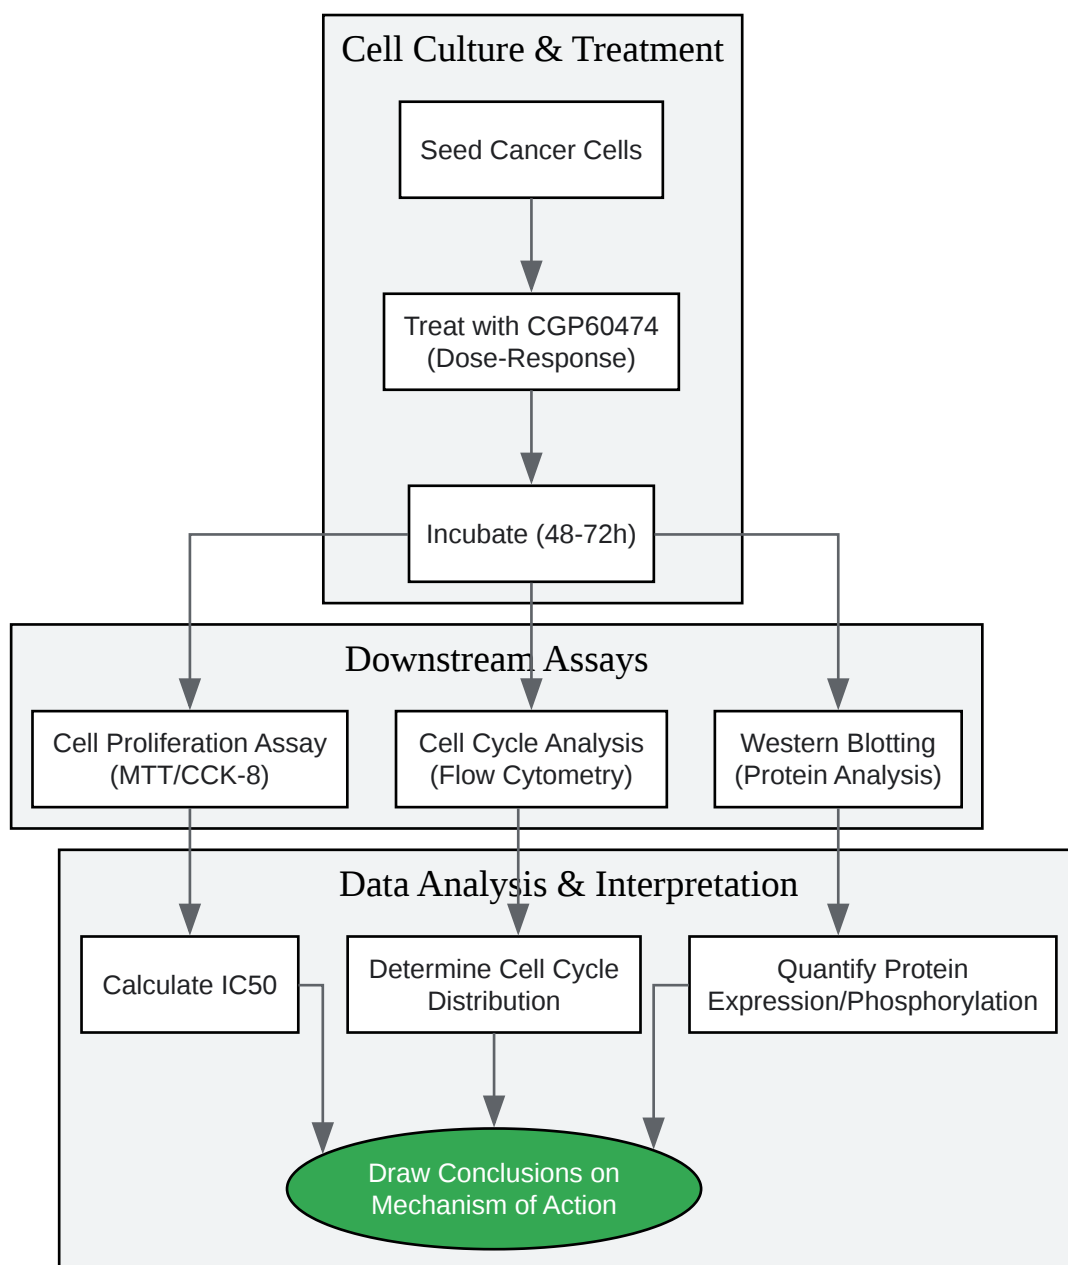 Cell Culture & Treatment
Seed Cancer Cells
Treat with CGP60474
(Dose-Response)
Incubate (48-72h)
Downstream Assays
Cell Proliferation Assay
(MTT/CCK-8)
Cell Cycle Analysis
(Flow Cytometry)
Western Blotting
(Protein Analysis)
Data Analysis & Interpretation
Calculate IC50
Determine Cell Cycle
Distribution
Quantify Protein
Expression/Phosphorylation
Draw Conclusions on
Mechanism of Action